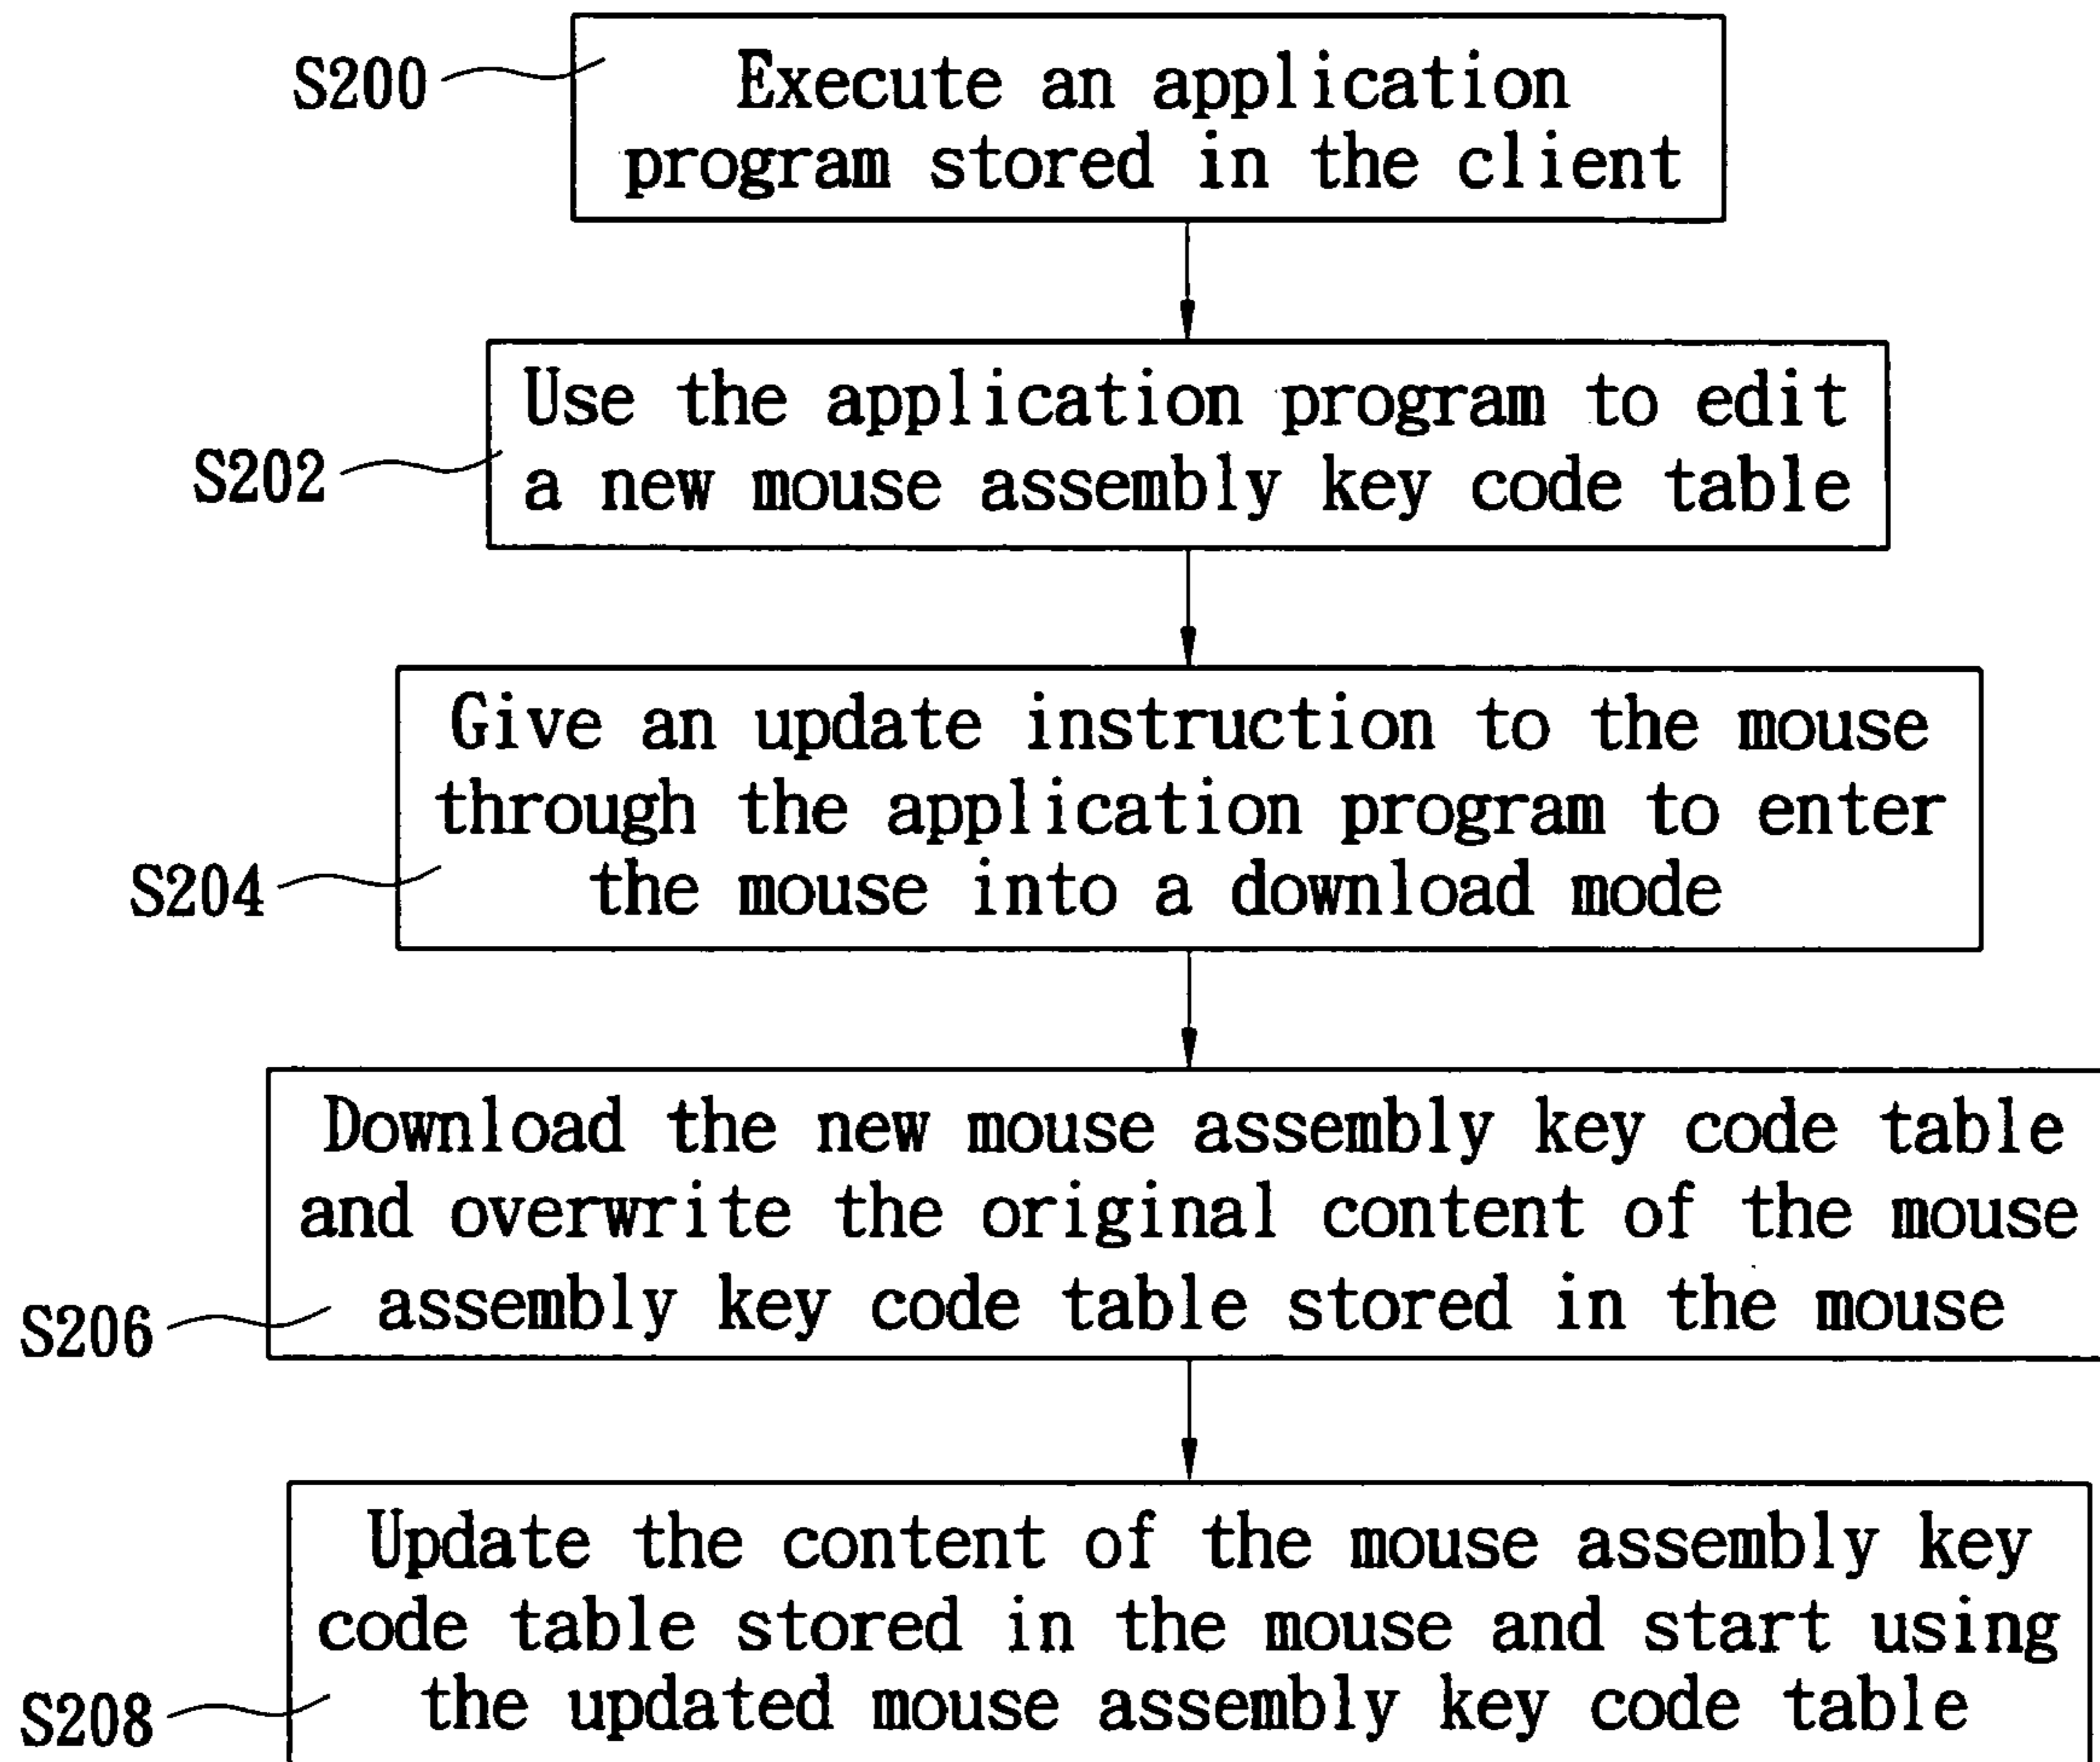 S200
Execute an application
program stored in the client
Use the application program to edit
S202
a new mouse assembly key code table
Give an update instruction to the mouse
through the application program to enter
S204
the mouse into a download mode
Download the new mouse assembly key code table
and overwrite the original content of the mouse
S206
assembly key code table stored in the mouse
Update the content of the mouse assembly key
code table stored in the mouse and start using
S208
the updated mouse assembly key code table